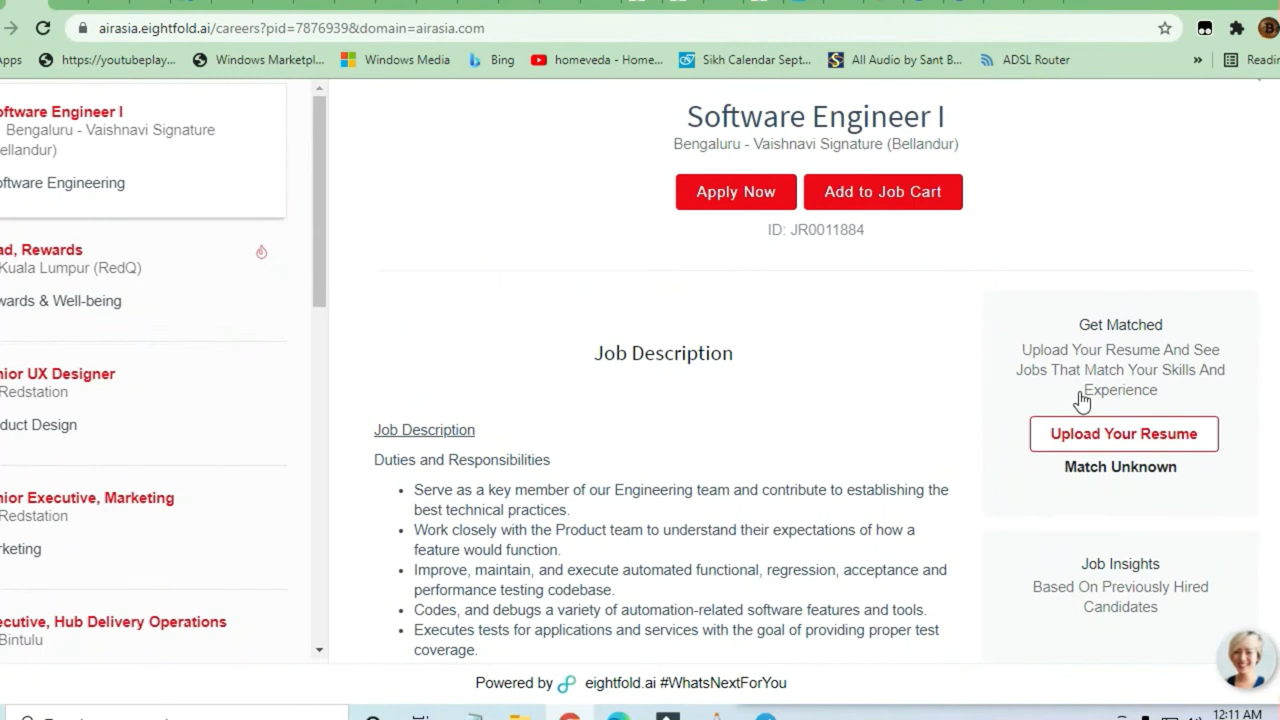 airasia.eightfold.ai/careers?pid=7876939&domain=airasia.com
https://youtubeplay... Windows Marketpl... Windows Media Bing homeveda - Home... Sikh Calendar Sept... All Audio by Sant B... ADSL Router »
oftware Engineer I
Bengaluru - Vaishnavi Signature
ellandur)
oftware Engineering
ad, Rewards
Kuala Lumpur (RedQ)
wards & Well-being
nior UX Designer
Redstation
duct Design
nior Executive, Marketing
Redstation
rketing
ecutive, Hub Delivery Operations
Bintulu
Software Engineer I
Bengaluru - Vaishnavi Signature (Bellandur)
Apply Now Add to Job Cart
ID: JR0011884
Job Description
Job Description
Duties and Responsibilities
• Serve as a key member of our Engineering team and contribute to establishing the
best technical practices.
• Work closely with the Product team to understand their expectations of how a
feature would function.
• Improve, maintain, and execute automated functional, regression, acceptance and
performance testing codebase.
• Codes, and debugs a variety of automation-related software features and tools.
• Executes tests for applications and services with the goal of providing proper test
coverage.
Get Matched
Upload Your Resume And See
Jobs That Match Your Skills And
Experience
Upload Your Resume
Match Unknown
Job Insights
Based On Previously Hired
Candidates
Powered by eightfold.ai #WhatsNextForYou
12:11 AM